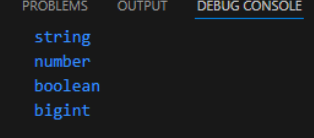 PROBLEMS OUTPUT DEBUG CONSOLE
string
number
boolean
bigint